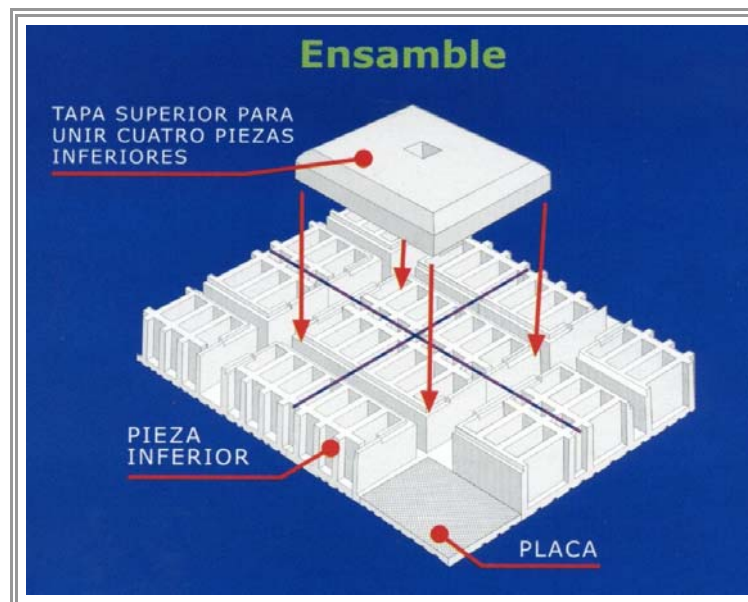 Ensamble
TAPA SUPERIOR PARA
UNIR CUATRO PIEZAS
INFERIORES
PIEZA
INFERIOR
PLACA